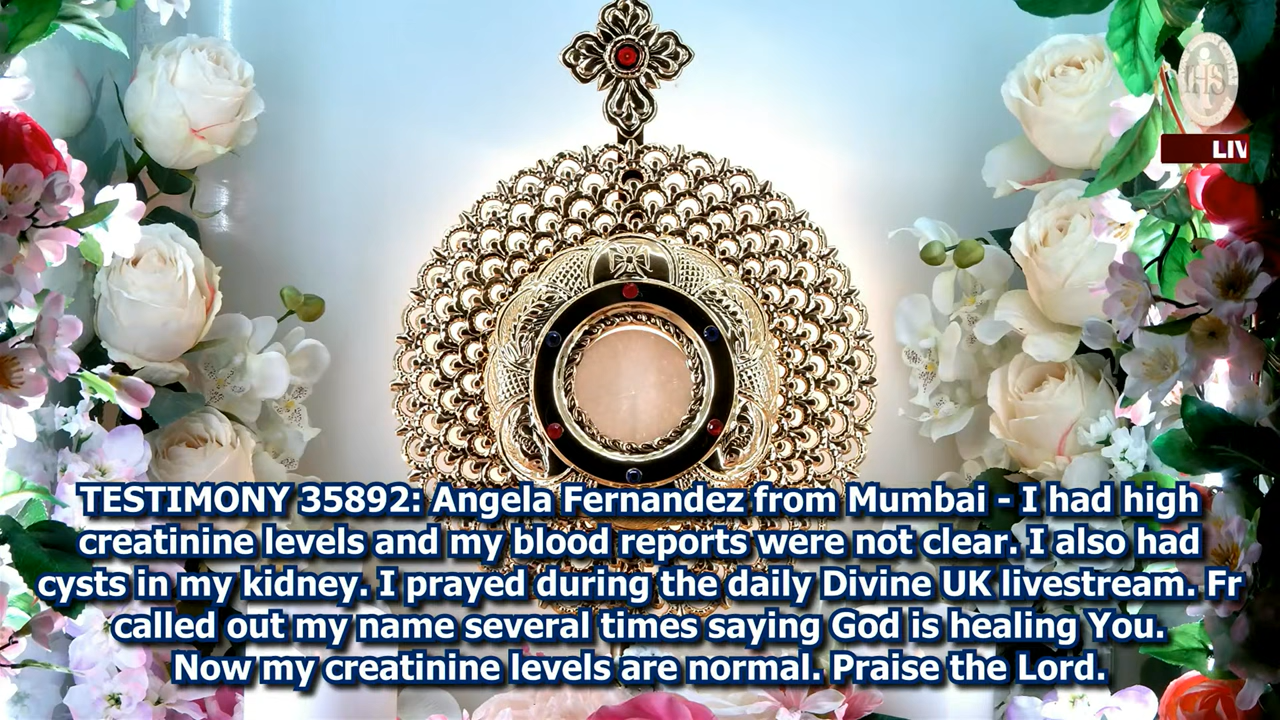 IHS
LIV
TESTIMONY 35892: Angela Fernandez from Mumbai - I had high
creatinine levels and my blood reports were not clear. I also had
cysts in my kidney. I prayed during the daily Divine UK livestream. Fr
called out my name several times saying God is healing You.
Now my creatinine levels are normal. Praise the Lord.